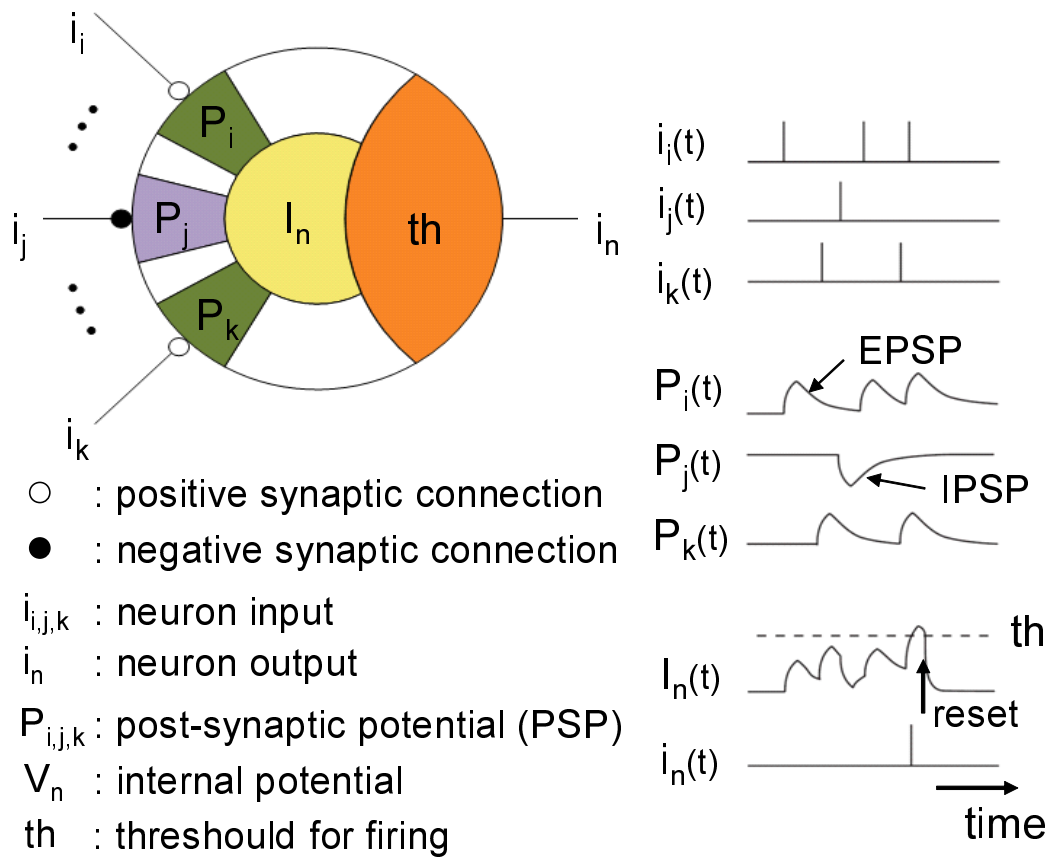 i_i
P_i
i_j
P_j
I_n
th
i_n
P_k
i_k
○ : positive synaptic connection
● : negative synaptic connection
i_i,j,k : neuron input
i_n : neuron output
P_i,j,k : post-synaptic potential (PSP)
V_n : internal potential
th : threshould for firing
i_i(t)
i_j(t)
i_k(t)
EPSP
P_i(t)
P_j(t)
IPSP
P_k(t)
th
I_n(t)
reset
i_n(t)
time